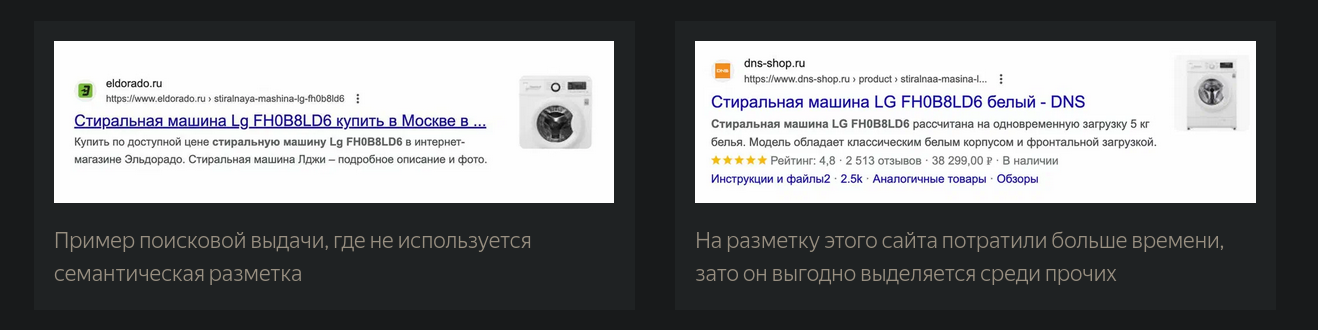 eldorado.ru
https://www.eldorado.ru › stiralnaya-mashina-lg-fh0b8ld6
Стиральная машина Lg FH0B8LD6 купить в Москве в ...
Купить по доступной цене стиральную машину Lg FH0B8LD6 в интернет-
магазине Эльдорадо. Стиральная машина Лджи – подробное описание и фото.
Пример поисковой выдачи, где не используется
семантическая разметка
DNS
dns-shop.ru
https://www.dns-shop.ru › product › stiralnaa-masina-l...
Стиральная машина LG FH0B8LD6 белый - DNS
Стиральная машина LG FH0B8LD6 рассчитана на одновременную загрузку 5 кг
белья. Модель обладает классическим белым корпусом и фронтальной загрузкой.
Рейтинг: 4,8 · 2 513 отзывов · 38 299,00 ₽ · В наличии
Инструкции и файлы2 · 2.5k · Аналогичные товары · Обзоры
На разметку этого сайта потратили больше времени,
зато он выгодно выделяется среди прочих